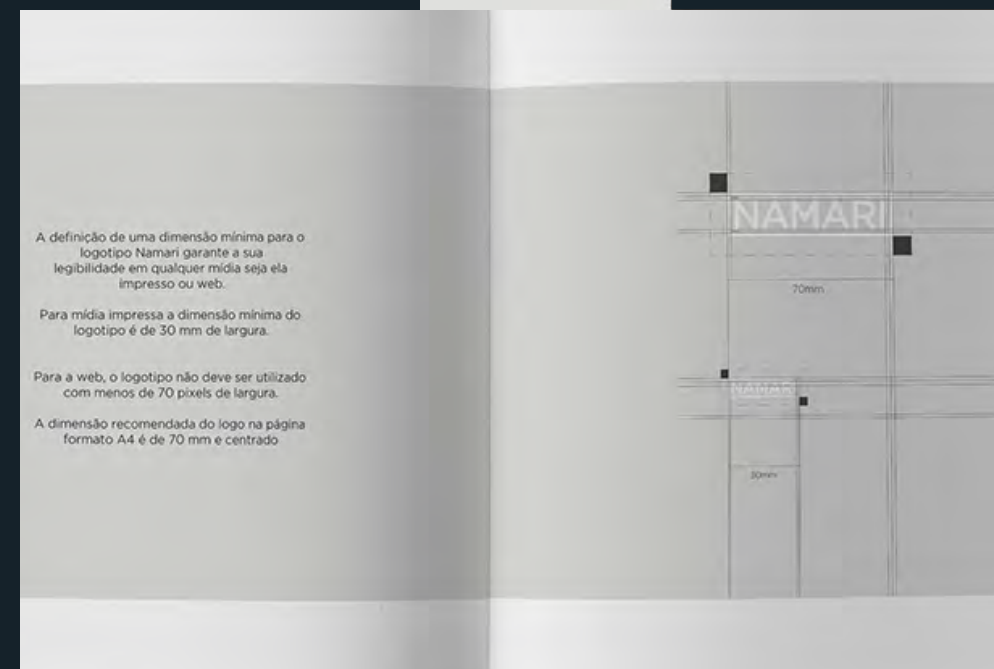 A definição de uma dimensão mínima para o
logotipo Namari garante a sua
legibilidade em qualquer mídia seja ela
impresso ou web.
Para mídia impressa a dimensão mínima do
logotipo é de 30 mm de largura.
Para a web, o logotipo não deve ser utilizado
com menos de 70 pixels de largura.
A dimensão recomendada do logo na página
formato A4 é de 70 mm e centrado
NAMARI
70mm
NAMARI
30mm